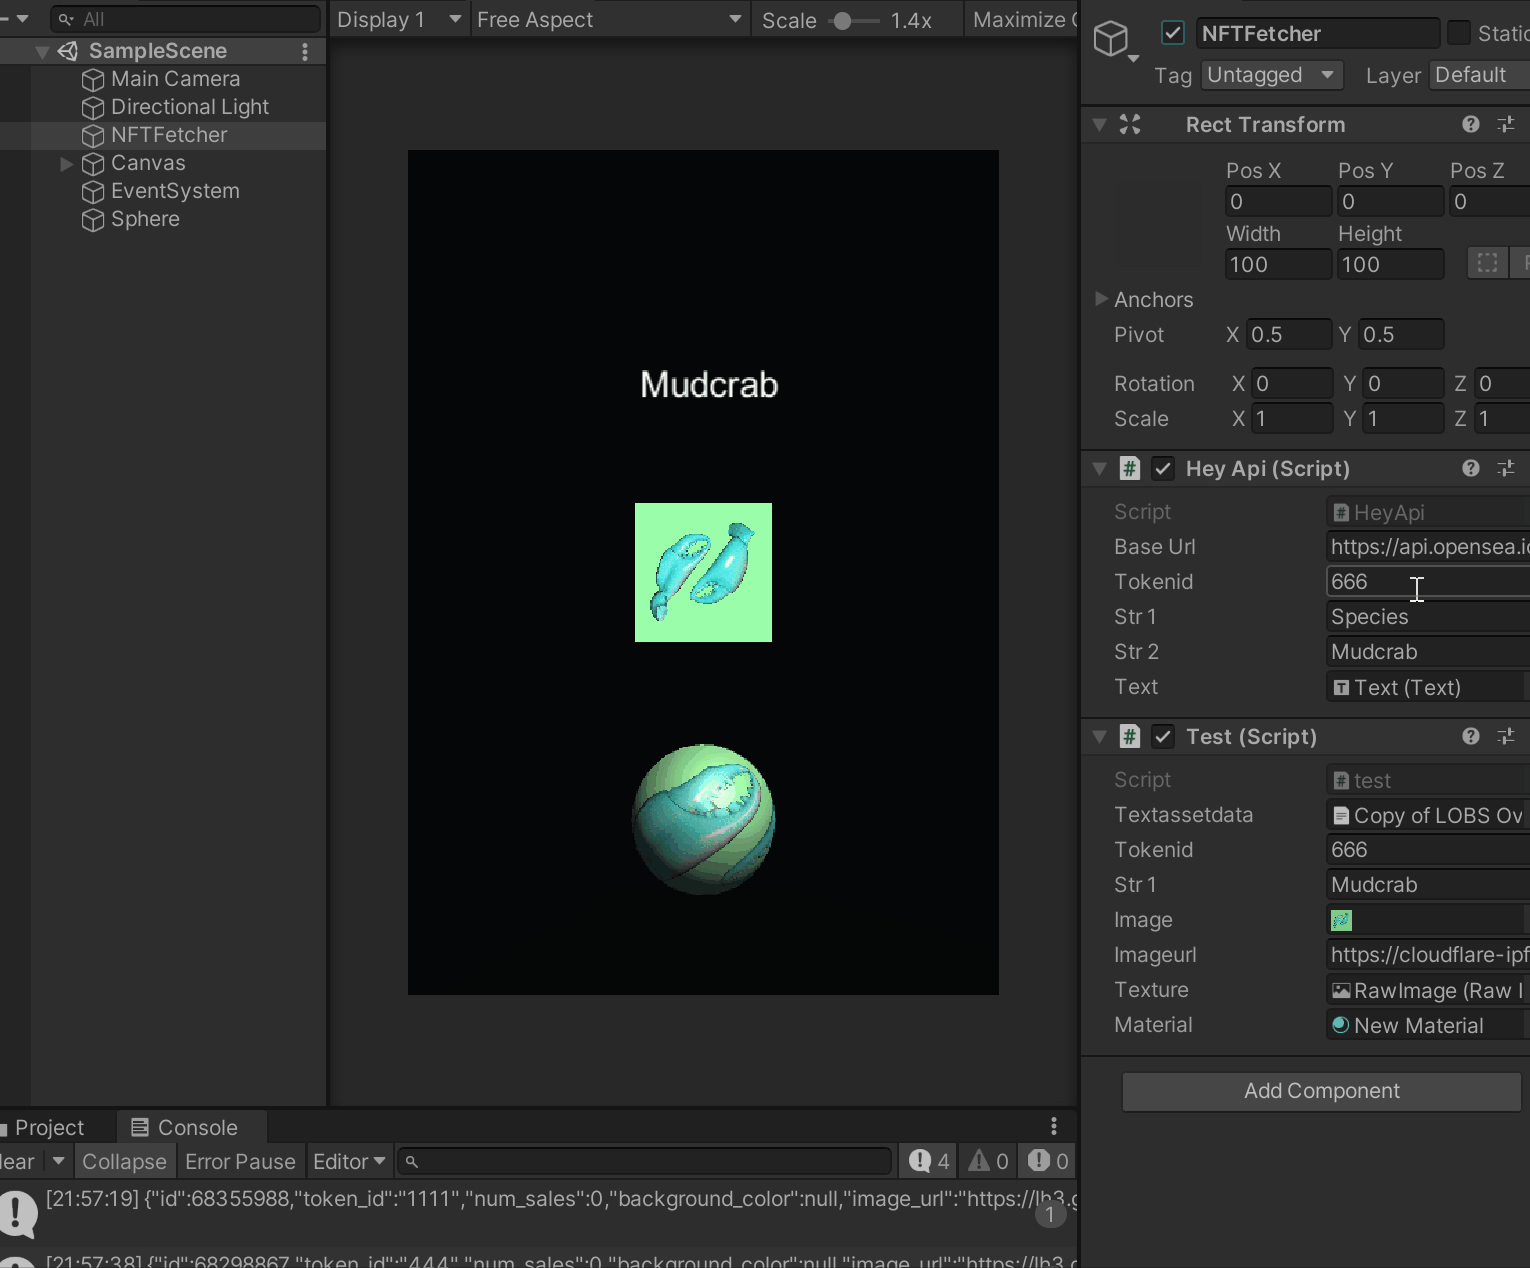 All
SampleScene
Main Camera
Directional Light
NFTFetcher
Canvas
EventSystem
Sphere
Display 1 Free Aspect Scale 1.4x Maximize
Mudcrab
NFTFetcher Static
Tag Untagged Layer Default
Rect Transform
Pos X Pos Y Pos Z
0 0 0
Width Height
100 100
Anchors
Pivot X 0.5 Y 0.5
Rotation X 0 Y 0 Z 0
Scale X 1 Y 1 Z 1
# Hey Api (Script)
Script # HeyApi
Base Url https://api.opensea.io
Tokenid 666
Str 1 Species
Str 2 Mudcrab
Text T Text (Text)
# Test (Script)
Script # test
Textassetdata Copy of LOBS Ov
Tokenid 666
Str 1 Mudcrab
Image
Imageurl https://cloudflare-ipf
Texture RawImage (Raw I
Material New Material
Add Component
Project Console
lear Collapse Error Pause Editor 4 0 0
[21:57:19] {"id":68355988,"token_id":"1111","num_sales":0,"background_color":null,"image_url":"https://lh3.g
1
[21:57:38] {"id":68298867,"token_id":"444","num_sales":0,"background_color":null,"image_url":"https://lh3.g